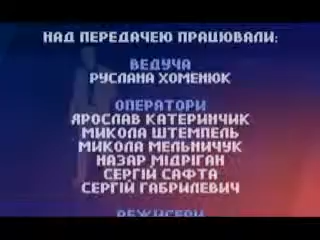 НАД ПЕРЕДАЧЕЮ ПРАЦЮВАЛИ:
ВЕДУЧА
РУСЛАНА ХОМЕНЮК
ОПЕРАТОРИ
ЯРОСЛАВ КАТЕРИНЧИК
МИКОЛА ШТЕМПЕЛЬ
МИКОЛА МЕЛЬНИЧУК
НАЗАР МІДРІГАН
СЕРГІЙ САФТА
СЕРГІЙ ГАБРИЛЕВИЧ
РЕЖИСЕРИ